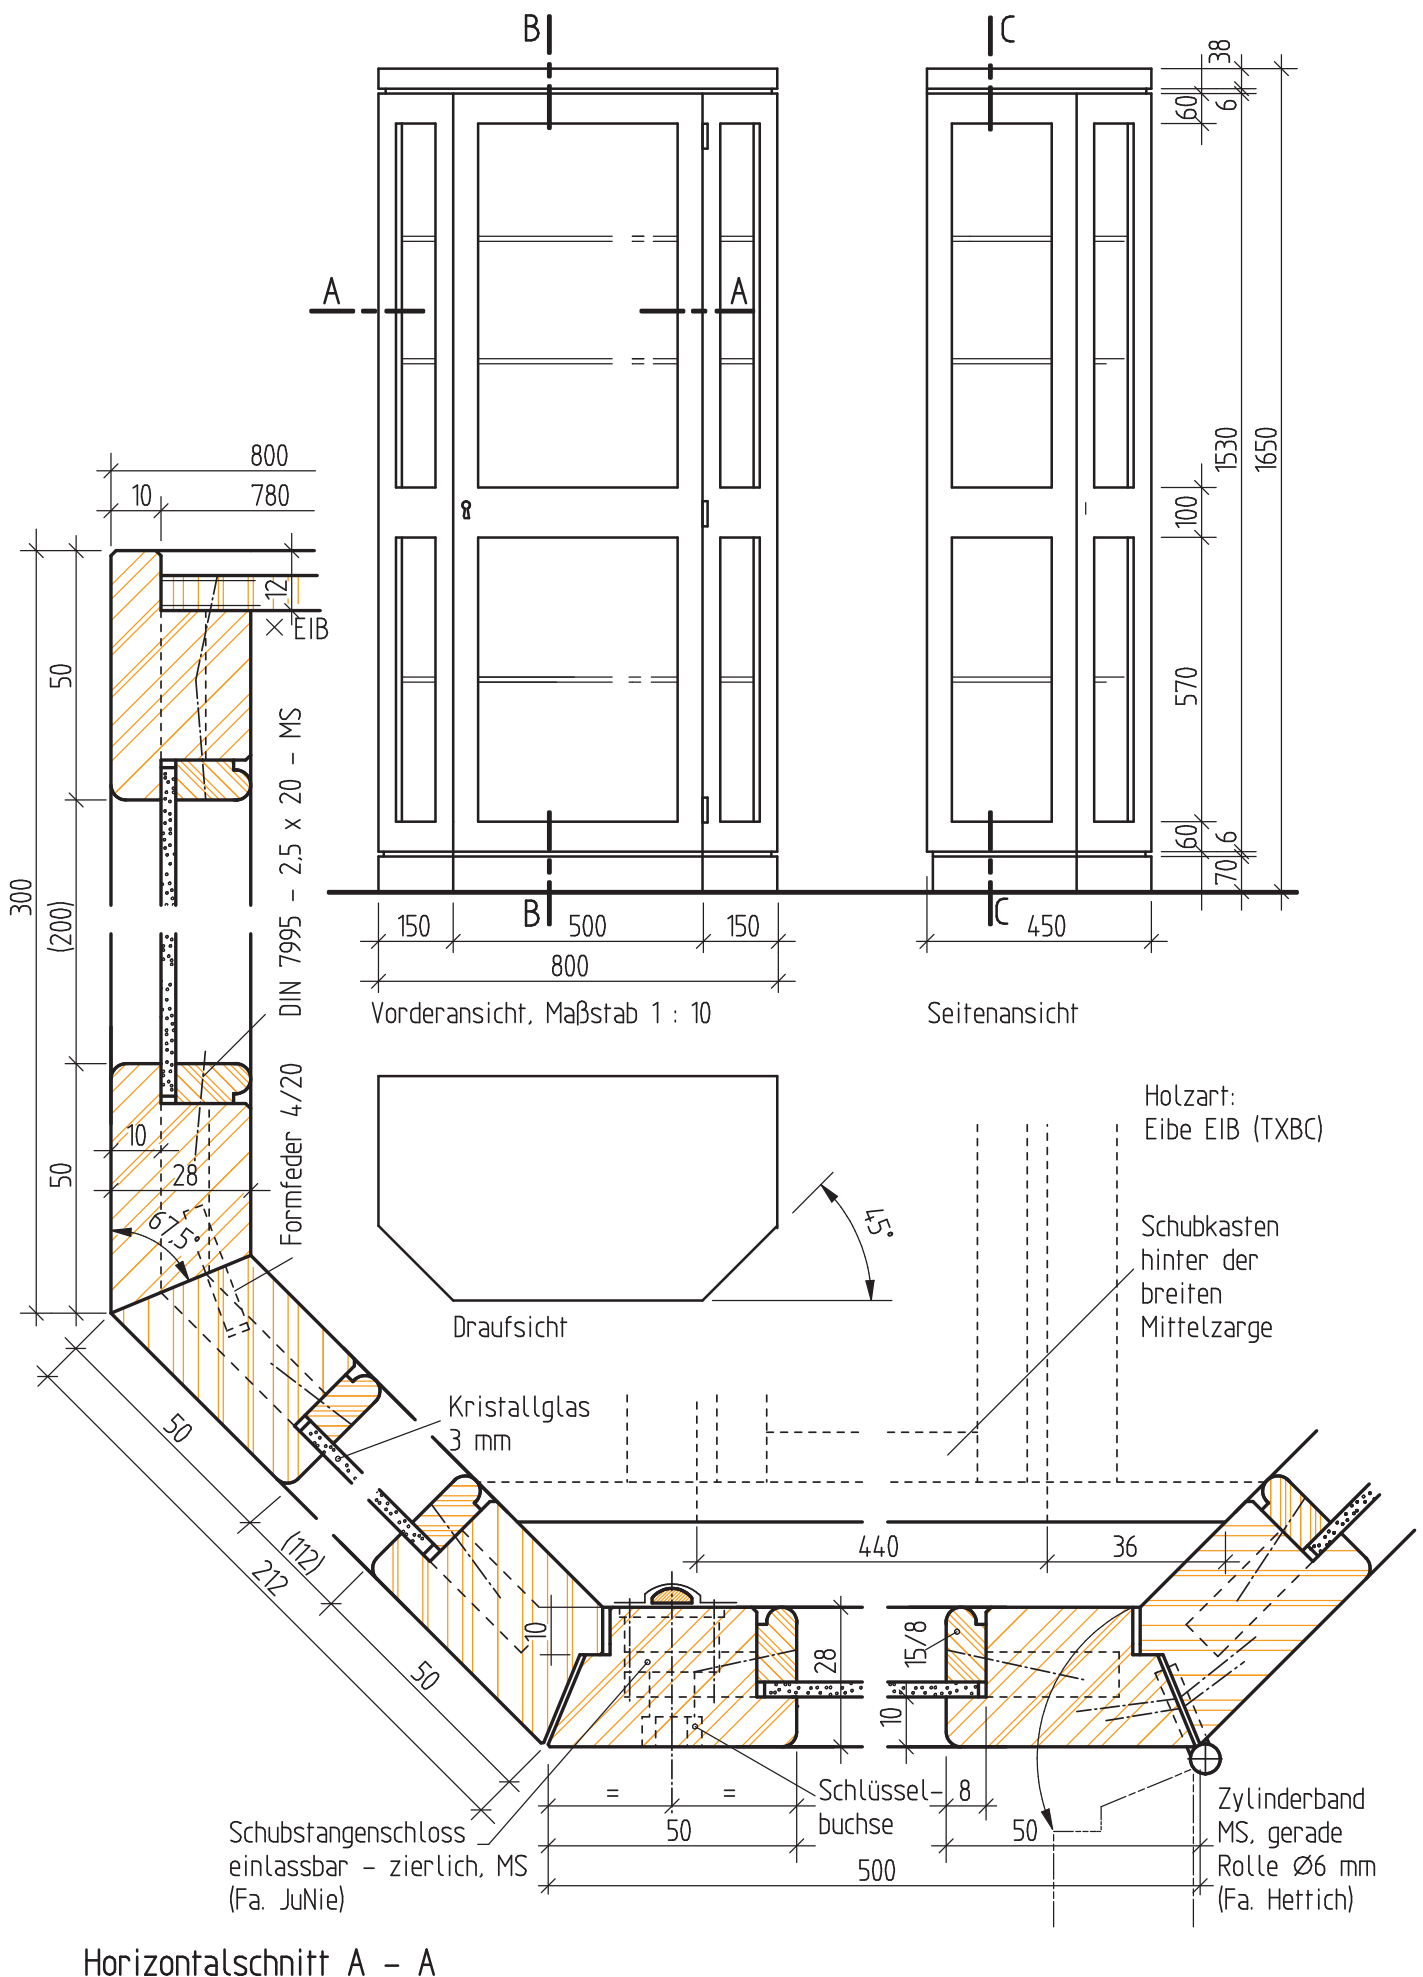 B
C
38
60
6
A
A
1530
1650
100
570
60
6
70
B
C
150
500
150
800
450
Vorderansicht, Maßstab 1 : 10
Seitenansicht
800
10
780
12
× EIB
50
300
(200)
DIN 7995 - 2,5 x 20 - MS
Formfeder 4/20
10
28
50
67,5°
45°
Draufsicht
Holzart:
Eibe EIB (TXBC)
Schubkasten
hinter der
breiten
Mittelzarge
Kristallglas
3 mm
50
(112)
212
50
440
36
10
28
15/8
10
= =
Schlüssel-
buchse
8
50
50
500
Schubstangenschloss
einlassbar - zierlich, MS
(Fa. JuNie)
Zylinderband
MS, gerade
Rolle Ø6 mm
(Fa. Hettich)
Horizontalschnitt A - A